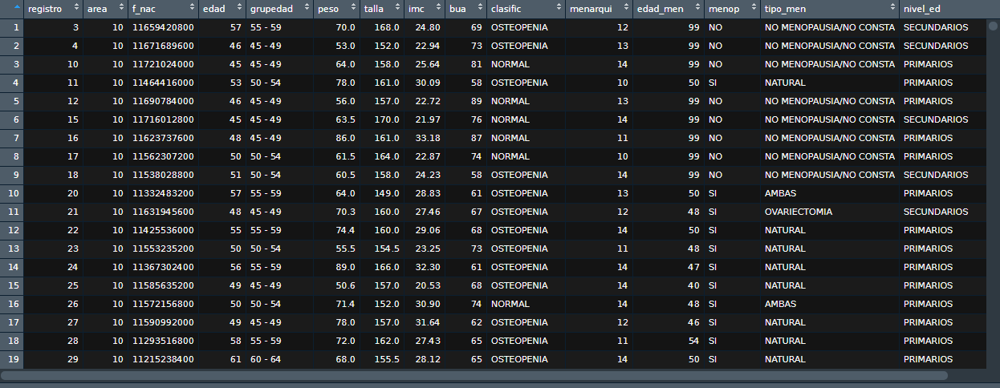 registro area f_nac edad grupedad peso talla imc bua clasific menarqui edad_men menop tipo_men nivel_ed
1 3 10 11659420800 57 55 - 59 70.0 168.0 24.80 69 OSTEOPENIA 12 99 NO NO MENOPAUSIA/NO CONSTA SECUNDARIOS
2 4 10 11671689600 46 45 - 49 53.0 152.0 22.94 73 OSTEOPENIA 13 99 NO NO MENOPAUSIA/NO CONSTA SECUNDARIOS
3 10 10 11721024000 45 45 - 49 64.0 158.0 25.64 81 NORMAL 14 99 NO NO MENOPAUSIA/NO CONSTA PRIMARIOS
4 11 10 11464416000 53 50 - 54 78.0 161.0 30.09 58 OSTEOPENIA 10 50 SI NATURAL PRIMARIOS
5 12 10 11690784000 46 45 - 49 56.0 157.0 22.72 89 NORMAL 13 99 NO NO MENOPAUSIA/NO CONSTA PRIMARIOS
6 15 10 11716012800 45 45 - 49 63.5 170.0 21.97 76 NORMAL 14 99 NO NO MENOPAUSIA/NO CONSTA SECUNDARIOS
7 16 10 11623737600 48 45 - 49 86.0 161.0 33.18 87 NORMAL 11 99 NO NO MENOPAUSIA/NO CONSTA PRIMARIOS
8 17 10 11562307200 50 50 - 54 61.5 164.0 22.87 74 NORMAL 10 99 NO NO MENOPAUSIA/NO CONSTA PRIMARIOS
9 18 10 11538028800 51 50 - 54 60.5 158.0 24.23 58 OSTEOPENIA 14 99 NO NO MENOPAUSIA/NO CONSTA SECUNDARIOS
10 20 10 11332483200 57 55 - 59 64.0 149.0 28.83 61 OSTEOPENIA 13 50 SI AMBAS PRIMARIOS
11 21 10 11631945600 48 45 - 49 70.3 160.0 27.46 67 OSTEOPENIA 12 48 SI OVARIECTOMIA SECUNDARIOS
12 22 10 11425536000 55 55 - 59 74.4 160.0 29.06 68 OSTEOPENIA 14 50 SI NATURAL PRIMARIOS
13 23 10 11553235200 50 50 - 54 55.5 154.5 23.25 73 OSTEOPENIA 11 48 SI NATURAL PRIMARIOS
14 24 10 11367302400 56 55 - 59 89.0 166.0 32.30 61 OSTEOPENIA 14 47 SI NATURAL PRIMARIOS
15 25 10 11585635200 49 45 - 49 50.6 157.0 20.53 68 OSTEOPENIA 14 40 SI NATURAL PRIMARIOS
16 26 10 11572156800 50 50 - 54 71.4 152.0 30.90 74 NORMAL 14 48 SI AMBAS PRIMARIOS
17 27 10 11590992000 49 45 - 49 78.0 157.0 31.64 62 OSTEOPENIA 12 46 SI NATURAL PRIMARIOS
18 28 10 11293516800 58 55 - 59 72.0 162.0 27.43 65 OSTEOPENIA 11 54 SI NATURAL PRIMARIOS
19 29 10 11215238400 61 60 - 64 68.0 155.5 28.12 65 OSTEOPENIA 14 50 SI NATURAL PRIMARIOS